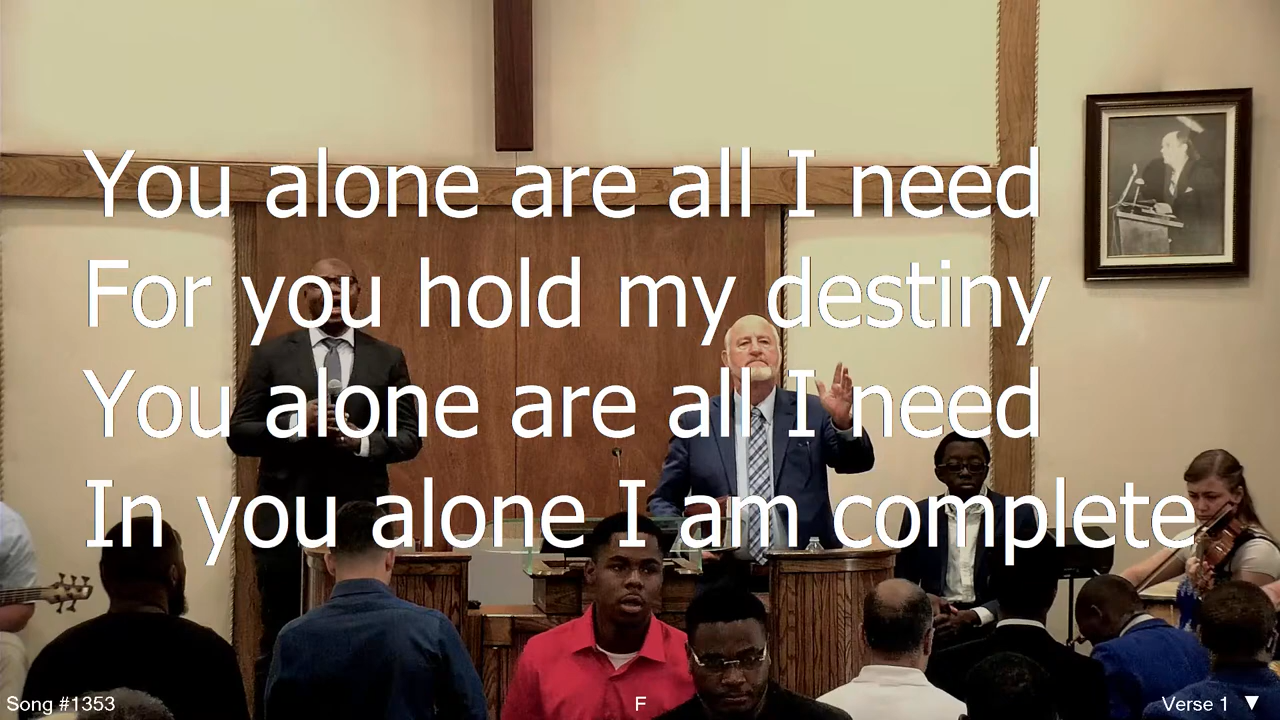 You alone are all I need
For you hold my destiny
You alone are all I need
In you alone I am complete
Song #1353
F
Verse 1 ▼